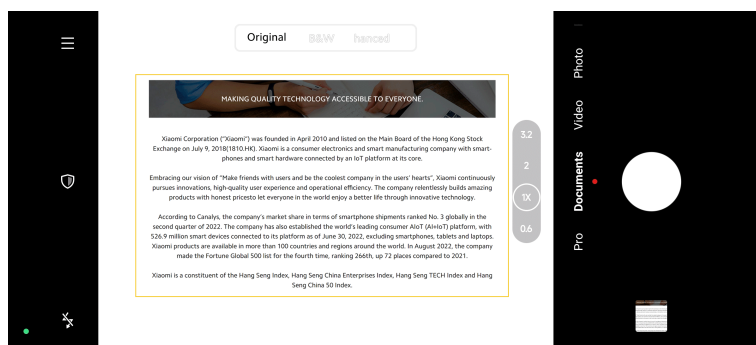 Original B&W hanced
MAKING QUALITY TECHNOLOGY ACCESSIBLE TO EVERYONE.
Xiaomi Corporation ("Xiaomi") was founded in April 2010 and listed on the Main Board of the Hong Kong Stock
Exchange on July 9, 2018(1810.HK). Xiaomi is a consumer electronics and smart manufacturing company with smart-
phones and smart hardware connected by an IoT platform at its core.
Embracing our vision of "Make friends with users and be the coolest company in the users' hearts", Xiaomi continuously
pursues innovations, high-quality user experience and operational efficiency. The company relentlessly builds amazing
products with honest pricesto let everyone in the world enjoy a better life through innovative technology.
According to Canalys, the company's market share in terms of smartphone shipments ranked No. 3 globally in the
second quarter of 2022. The company has also established the world's leading consumer AIoT (AI+IoT) platform, with
526.9 million smart devices connected to its platform as of June 30, 2022, excluding smartphones, tablets and laptops.
Xiaomi products are available in more than 100 countries and regions around the world. In August 2022, the company
made the Fortune Global 500 list for the fourth time, ranking 266th, up 72 places compared to 2021.
Xiaomi is a constituent of the Hang Seng Index, Hang Seng China Enterprises Index, Hang Seng TECH Index and Hang
Seng China 50 Index.
3.2
2
1X
0.6
Photo
Video
Documents
Pro